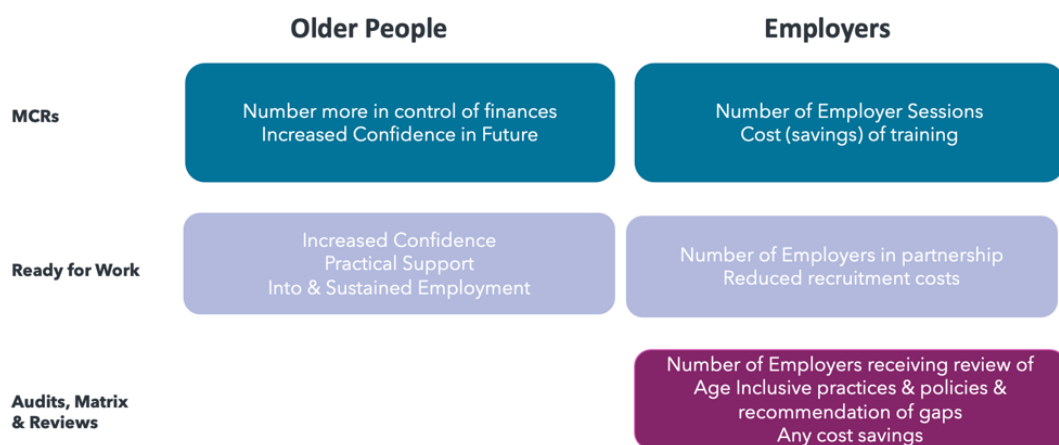 Older People
Employers
MCRs
Number more in control of finances
Increased Confidence in Future
Number of Employer Sessions
Cost (savings) of training
Ready for Work
Increased Confidence
Practical Support
Into & Sustained Employment
Number of Employers in partnership
Reduced recruitment costs
Audits, Matrix
& Reviews
Number of Employers receiving review of
Age Inclusive practices & policies &
recommendation of gaps
Any cost savings